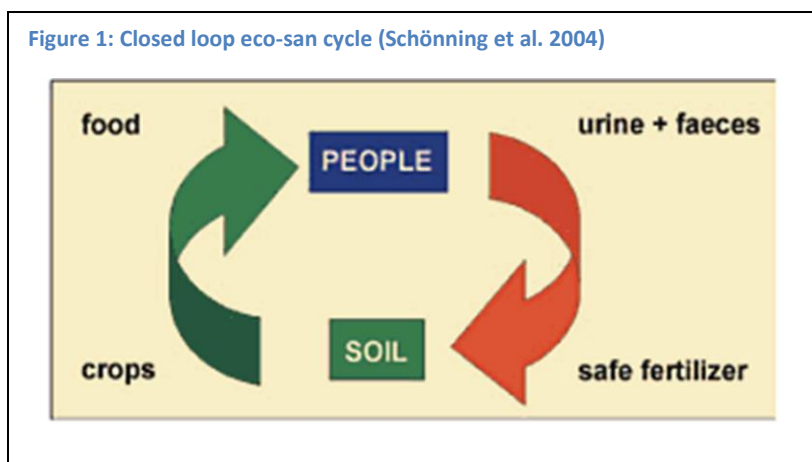 Figure 1: Closed loop eco-san cycle (Schönning et al. 2004)
food
PEOPLE
urine + faeces
crops
SOIL
safe fertilizer